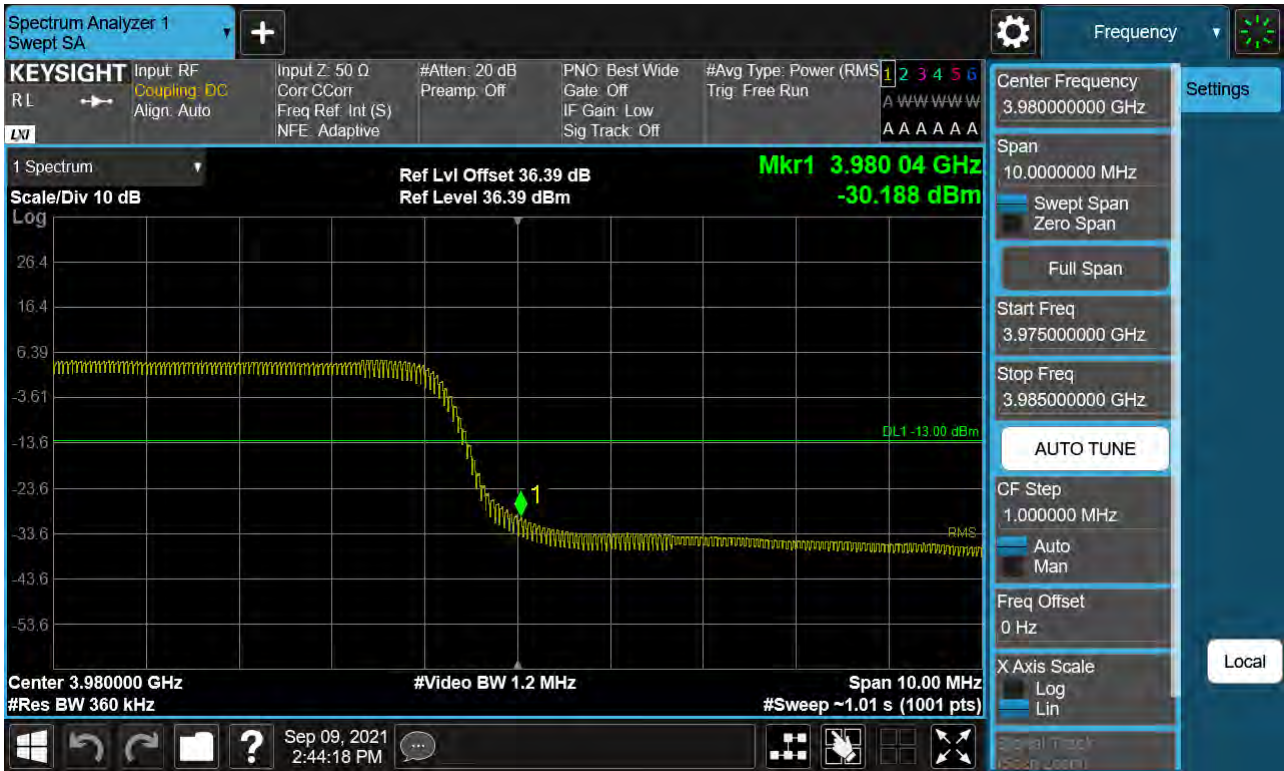 Spectrum Analyzer 1
Swept SA
+
Frequency
KEYSIGHT
RL
LXI
Input: RF
Coupling: DC
Align: Auto
Input Z: 50 Ω
Corr CCorr
Freq Ref: Int (S)
NFE: Adaptive
#Atten: 20 dB
Preamp: Off
PNO: Best Wide
Gate: Off
IF Gain: Low
Sig Track: Off
#Avg Type: Power (RMS
Trig: Free Run
1 2 3 4 5 6
A W W W W W
A A A A A A
1 Spectrum
Scale/Div 10 dB
Log
Ref Lvl Offset 36.39 dB
Ref Level 36.39 dBm
Mkr1 3.980 04 GHz
-30.188 dBm
26.4
16.4
6.39
-3.61
-13.6
-23.6
-33.6
-43.6
-53.6
DL1 -13.00 dBm
1
RMS
Center 3.980000 GHz
#Res BW 360 kHz
#Video BW 1.2 MHz
Span 10.00 MHz
#Sweep ~1.01 s (1001 pts)
Center Frequency
3.980000000 GHz
Settings
Span
10.0000000 MHz
Swept Span
Zero Span
Full Span
Start Freq
3.975000000 GHz
Stop Freq
3.985000000 GHz
AUTO TUNE
CF Step
1.000000 MHz
Auto
Man
Freq Offset
0 Hz
X Axis Scale
Log
Lin
Signal Track
(Span Zoom)
Local
?
Sep 09, 2021
2:44:18 PM